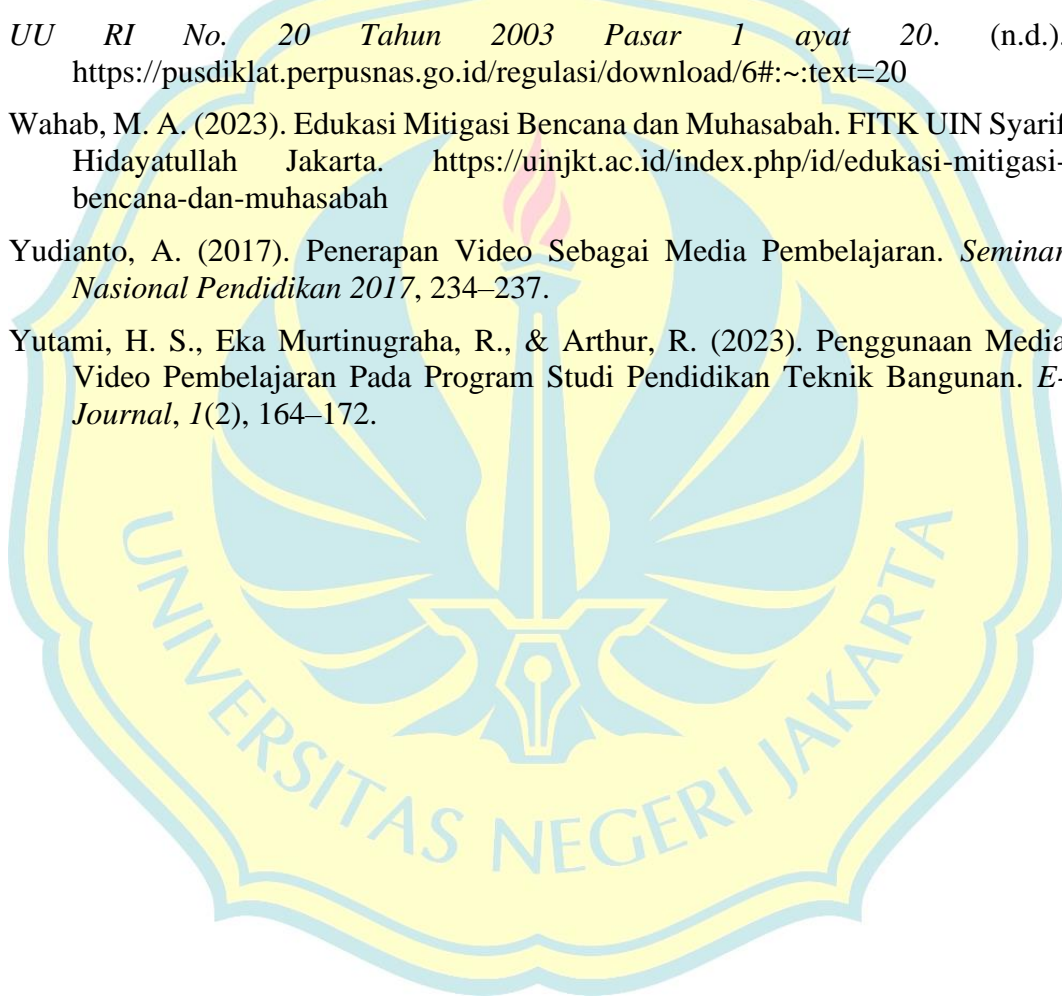 UU RI No. 20 Tahun 2003 Pasar 1 ayat 20. (n.d.).
https://pusdiklat.perpusnas.go.id/regulasi/download/6#:~:text=20
Wahab, M. A. (2023). Edukasi Mitigasi Bencana dan Muhasabah. FITK UIN Syarif
Hidayatullah Jakarta. https://uinjkt.ac.id/index.php/id/edukasi-mitigasi-
bencana-dan-muhasabah
Yudianto, A. (2017). Penerapan Video Sebagai Media Pembelajaran. Seminar
Nasional Pendidikan 2017, 234–237.
Yutami, H. S., Eka Murtinugraha, R., & Arthur, R. (2023). Penggunaan Media
Video Pembelajaran Pada Program Studi Pendidikan Teknik Bangunan. E-
Journal, 1(2), 164–172.
UNIVERSITAS NEGERI JAKARTA